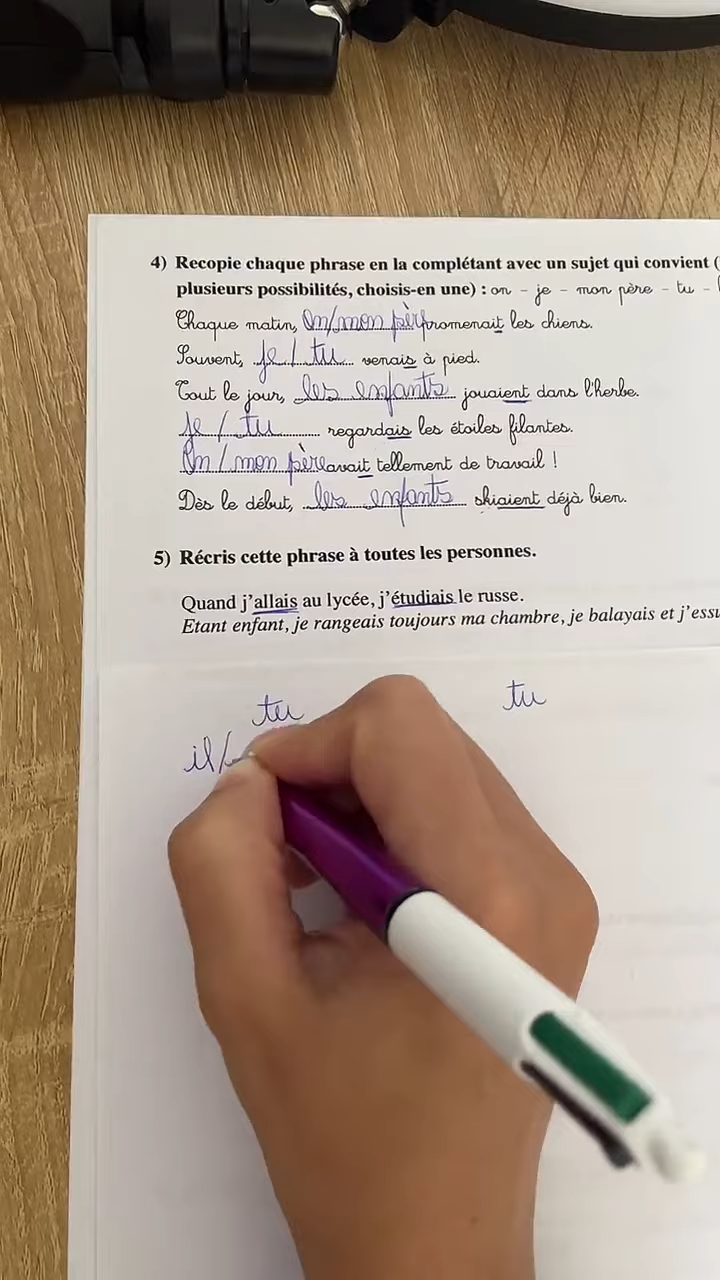 4) Recopie chaque phrase en la complétant avec un sujet qui convient (
plusieurs possibilités, choisis-en une) : on - je - mon père - tu -
Chaque matin, On/mon père promenait les chiens.
Souvent, je / tu venais à pied.
Tout le jour, les enfants jouaient dans l'herbe.
Je / tu regardais les étoiles filantes.
On / mon père avait tellement de travail !
Dès le début, les enfants skiaient déjà bien.
5) Récris cette phrase à toutes les personnes.
Quand j'allais au lycée, j'étudiais le russe.
Etant enfant, je rangeais toujours ma chambre, je balayais et j'essu
tu tu
il/